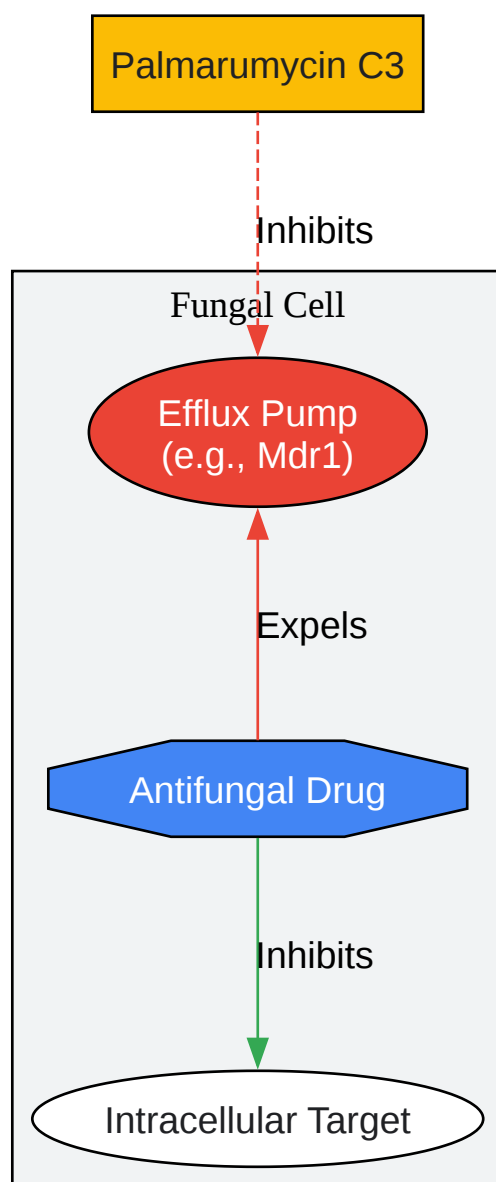 Palmarumycin C3
Inhibits
Fungal Cell
Efflux Pump
(e.g., Mdr1)
Expels
Antifungal Drug
Inhibits
Intracellular Target